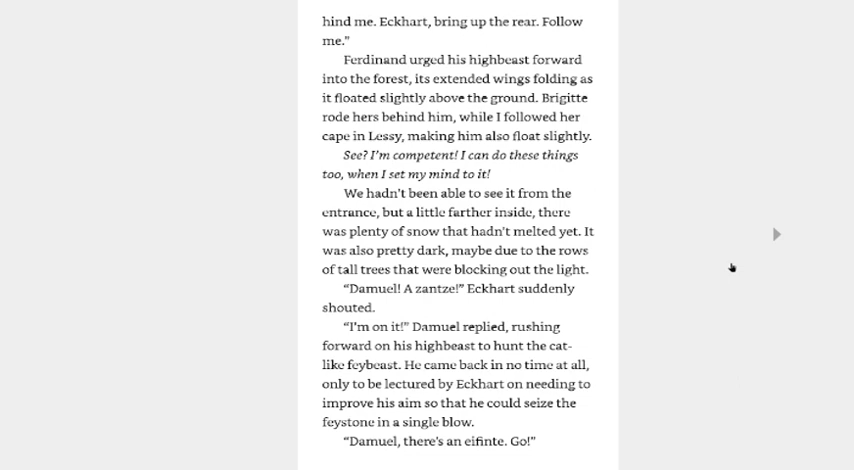 hind me. Eckhart, bring up the rear. Follow
me."
Ferdinand urged his highbeast forward
into the forest, its extended wings folding as
it floated slightly above the ground. Brigitte
rode hers behind him, while I followed her
cape in Lessy, making him also float slightly.
See? I'm competent! I can do these things
too, when I set my mind to it!
We hadn't been able to see it from the
entrance, but a little farther inside, there
was plenty of snow that hadn't melted yet. It
was also pretty dark, maybe due to the rows
of tall trees that were blocking out the light.
“Damuel! A zantze!” Eckhart suddenly
shouted.
“I'm on it!” Damuel replied, rushing
forward on his highbeast to hunt the cat-
like feybeast. He came back in no time at all,
only to be lectured by Eckhart on needing to
improve his aim so that he could seize the
feystone in a single blow.
“Damuel, there's an eifinte. Go!”